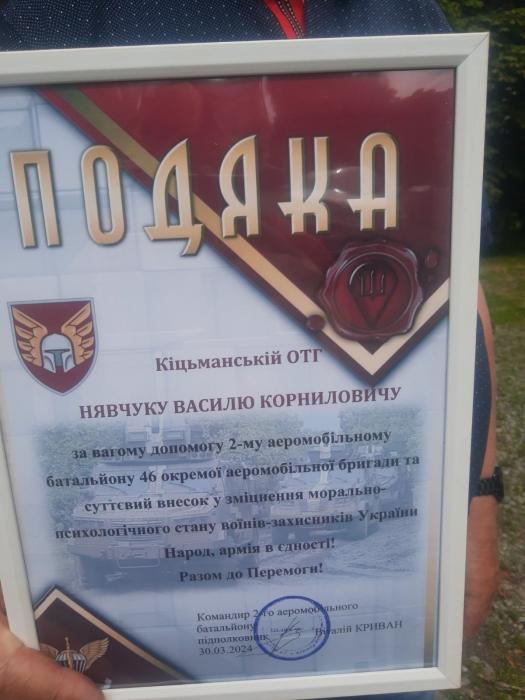 ПОДЯКА
Кіцьманській ОТГ
НЯВЧУКУ ВАСИЛЮ КОРНИЛОВИЧУ
за вагому допомогу 2-му аеромобільному
батальйону 46 окремої аеромобільної бригади та
суттєвий внесок у зміцнення морально-
психологічного стану воїнів-захисників України
Народ, армія в єдності!
Разом до Перемоги!
Командир 2-го аеромобільного
батальйону
підполковник Віталій КРИВАН
30.03.2024